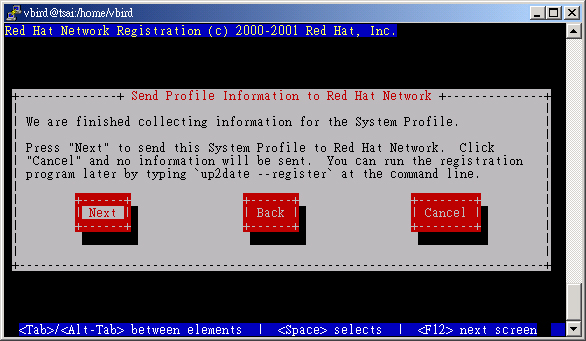 vbird@tsai:/home/vbird
Red Hat Network Registration (c) 2000-2001 Red Hat, Inc.
Send Profile Information to Red Hat Network
We are finished collecting information for the System Profile.
Press "Next" to send this System Profile to Red Hat Network.  Click
"Cancel" and no information will be sent.  You can run the registration
program later by typing `up2date --register` at the command line.
Next Back Cancel
<Tab>/<Alt-Tab> between elements  |  <Space> selects  |  <F12> next screen